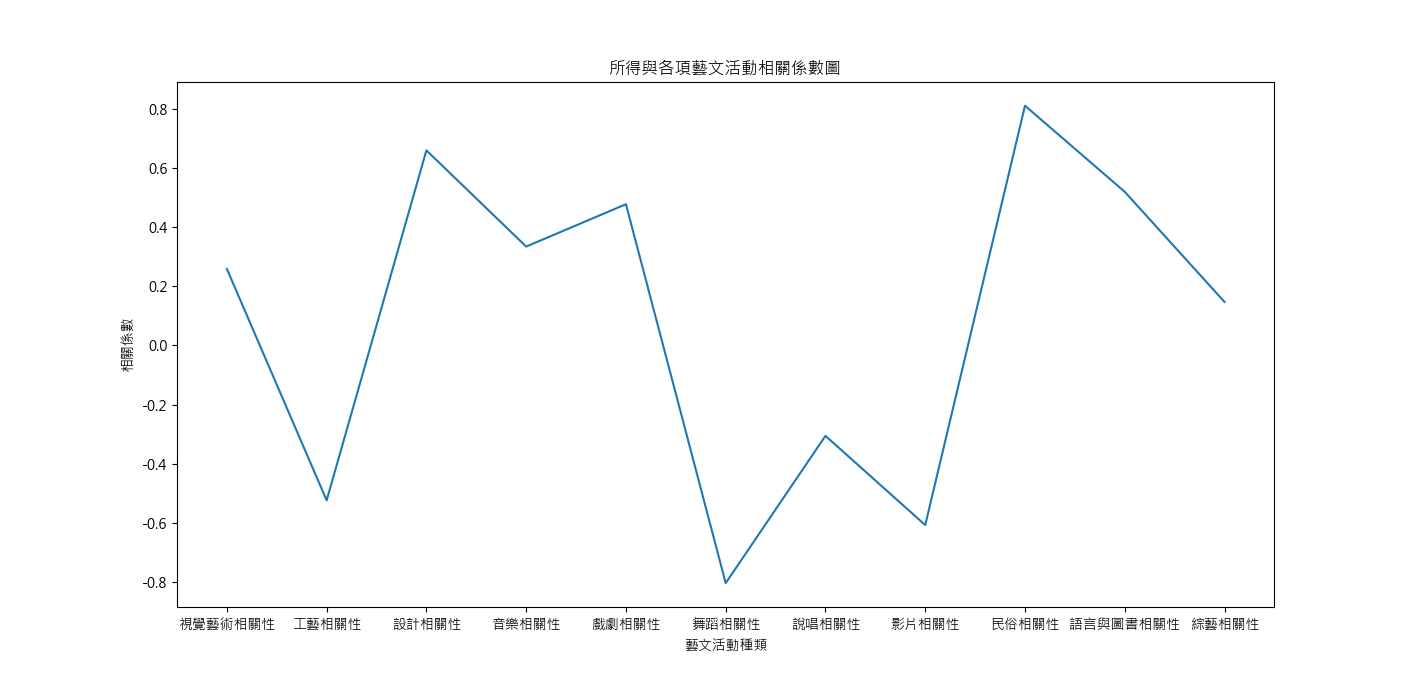 所得與各項藝文活動相關係數圖
0.8
0.6
0.4
0.2
0.0
-0.2
-0.4
-0.6
-0.8
相關係數
視覺藝術相關性 工藝相關性 設計相關性 音樂相關性 戲劇相關性 舞蹈相關性 說唱相關性 影片相關性 民俗相關性 語言與圖書相關性 綜藝相關性
藝文活動種類